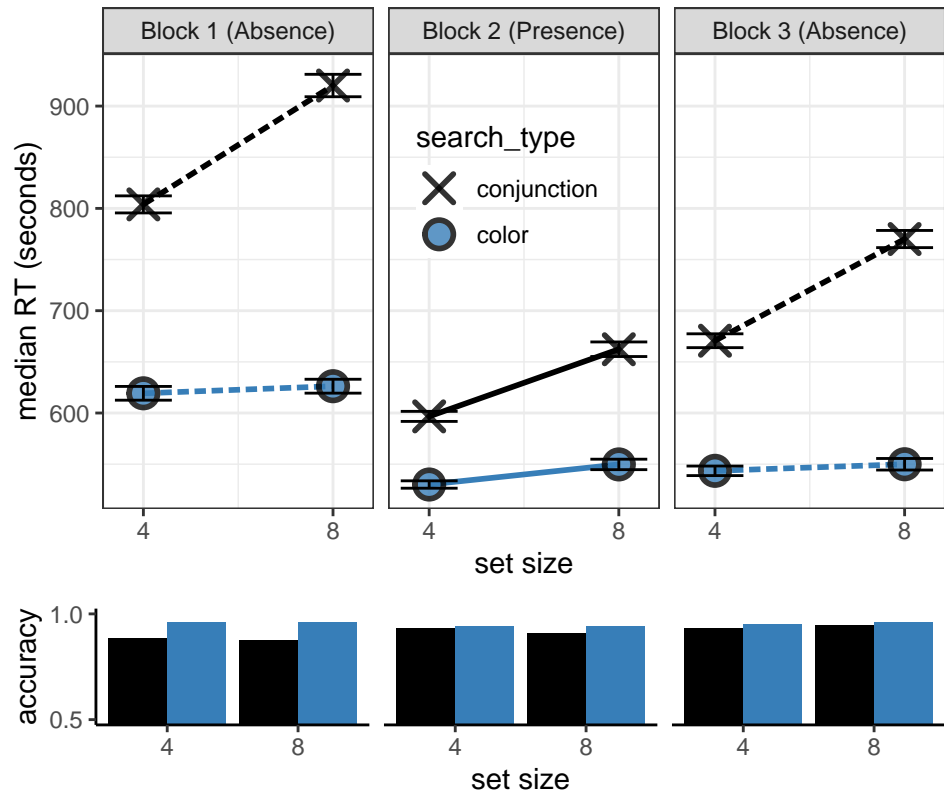 Block 1 (Absence)
Block 2 (Presence)
Block 3 (Absence)
median RT (seconds)
900
800
700
600
search_type
conjunction
color
4
8
4
8
4
8
set size
accuracy
1.0
0.5
4
8
4
8
4
8
set size